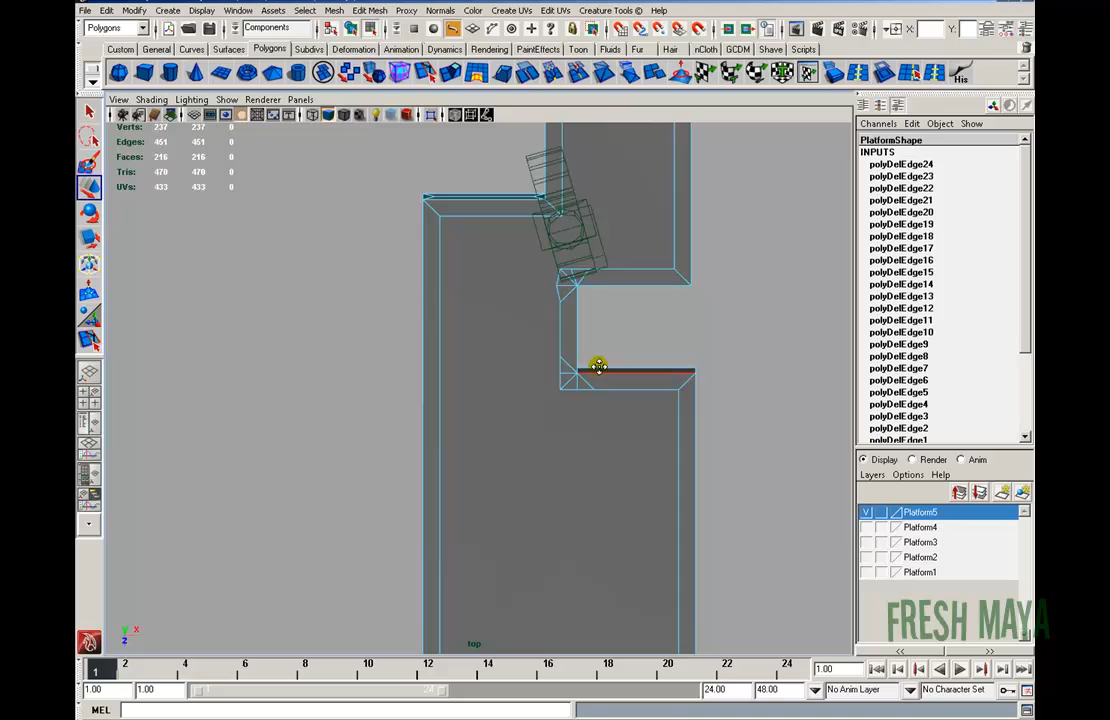 File Edit Modify Create Display Window Assets Select Mesh Edit Mesh Proxy Normals Color Create UVs Edit UVs Creature Tools © Help
Polygons Components X: Y:
Custom General Curves Surfaces Polygons Subdivs Deformation Animation Dynamics Rendering PaintEffects Toon Fluids Fur Hair nCloth GCDM Shave Scripts
His
View Shading Lighting Show Renderer Panels
Verts: 237 237 0
Edges: 451 451 0
Faces: 216 216 0
Tris: 470 470 0
UVs: 433 433 0
Channels Edit Object Show
PlatformShape
INPUTS
polyDelEdge24
polyDelEdge23
polyDelEdge22
polyDelEdge21
polyDelEdge20
polyDelEdge19
polyDelEdge18
polyDelEdge17
polyDelEdge16
polyDelEdge15
polyDelEdge14
polyDelEdge13
polyDelEdge12
polyDelEdge11
polyDelEdge10
polyDelEdge9
polyDelEdge8
polyDelEdge7
polyDelEdge6
polyDelEdge5
polyDelEdge4
polyDelEdge3
polyDelEdge2
polyDelEdge1
Display Render Anim
Layers Options Help
V Platform5
Platform4
Platform3
Platform2
Platform1
FRESH MAYA
y x
z
top
1 2 4 6 8 10 12 14 16 18 20 22 24 1.00
1.00 1.00 1 24 24.00 48.00 No Anim Layer No Character Set
MEL